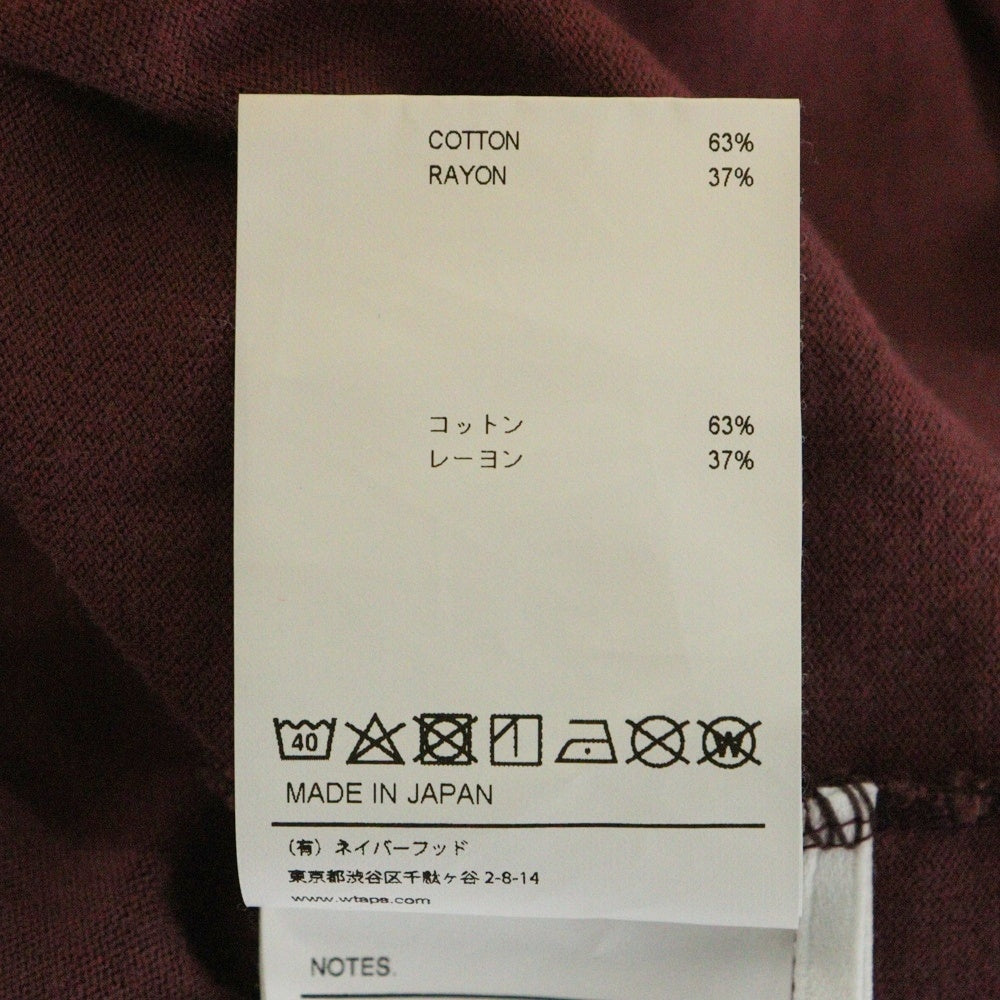 COTTON 63%
RAYON 37%
コットン 63%
レーヨン 37%
40 W
MADE IN JAPAN
(有) ネイバーフッド
東京都渋谷区千駄ヶ谷 2-8-14
www.wtaps.com
NOTES.